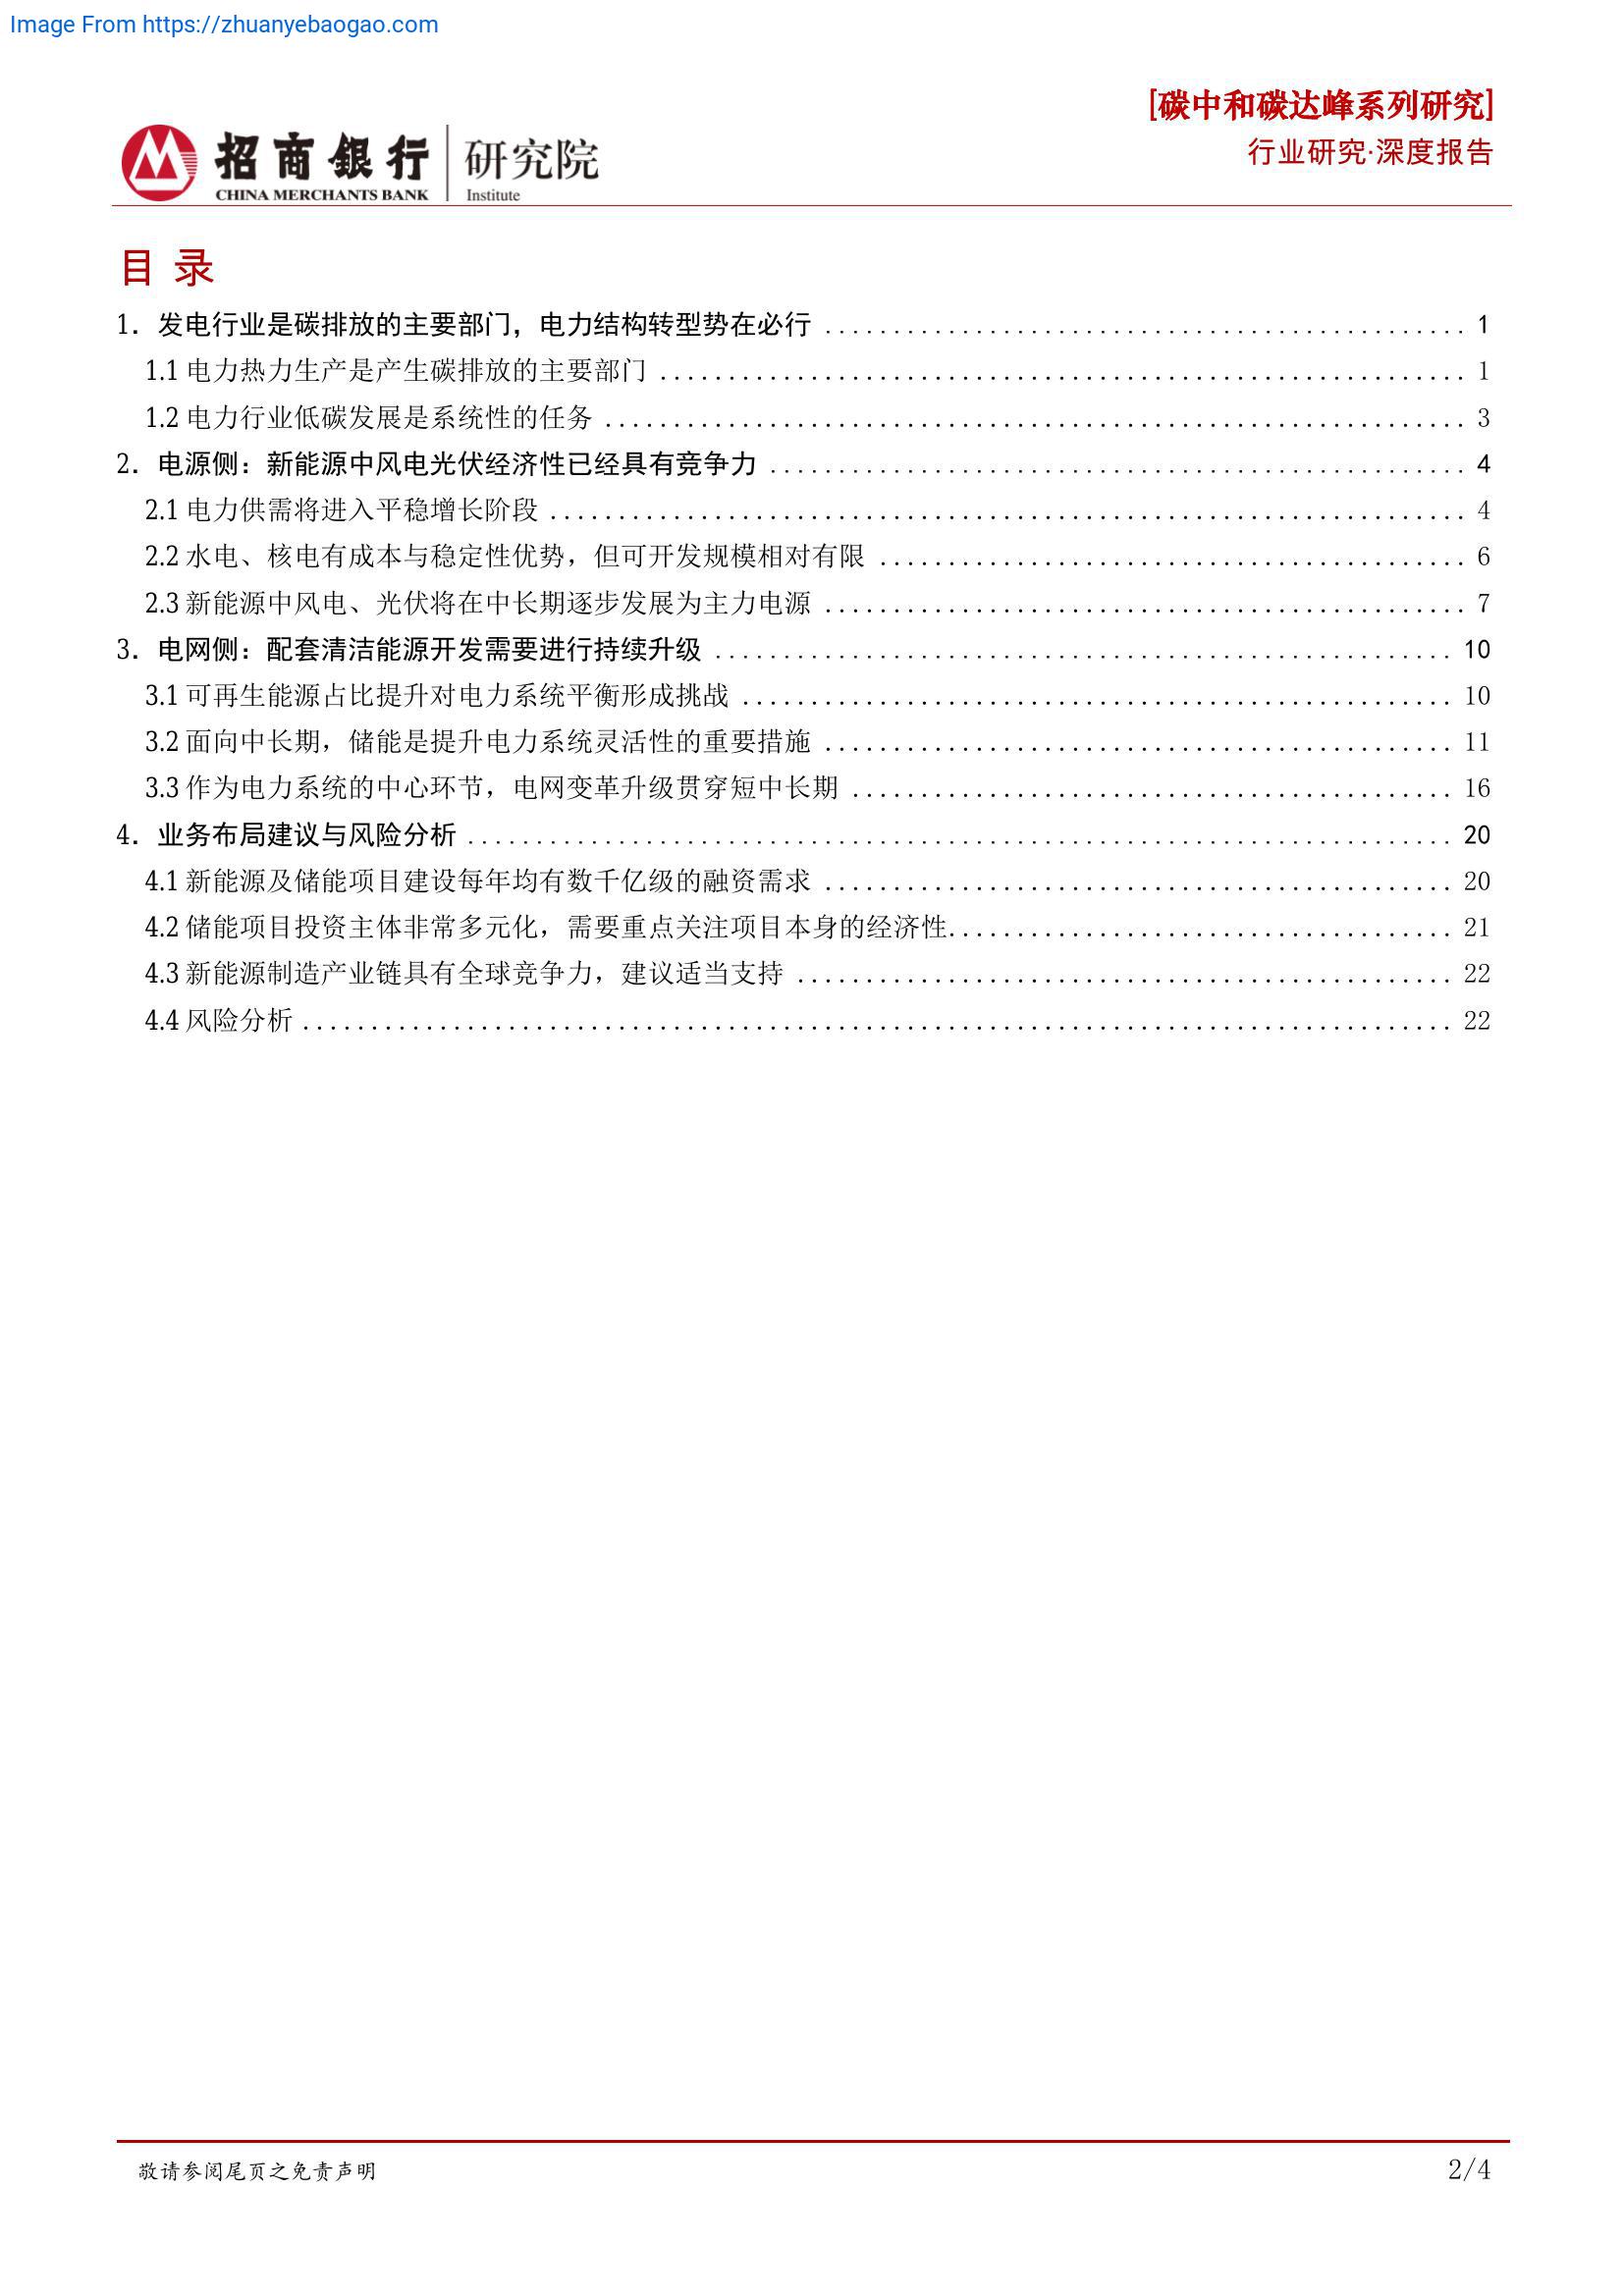 Image From https://zhuanyebaogao.com
[碳中和碳达峰系列研究]
行业研究·深度报告
招商銀行
CHINA MERCHANTS BANK
研究院
Institute
目 录
1. 发电行业是碳排放的主要部门，电力结构转型势在必行 ............................................... 1
1.1 电力热力生产是产生碳排放的主要部门 ........................................................... 1
1.2 电力行业低碳发展是系统性的任务 ............................................................... 3
2. 电源侧：新能源中风电光伏经济性已经具有竞争力 ................................................... 4
2.1 电力供需将进入平稳增长阶段 ................................................................... 4
2.2 水电、核电有成本与稳定性优势，但可开发规模相对有限 ........................................... 6
2.3 新能源中风电、光伏将在中长期逐步发展为主力电源 ............................................... 7
3. 电网侧：配套清洁能源开发需要进行持续升级 ...................................................... 10
3.1 可再生能源占比提升对电力系统平衡形成挑战 .................................................... 10
3.2 面向中长期，储能是提升电力系统灵活性的重要措施 .............................................. 11
3.3 作为电力系统的中心环节，电网变革升级贯穿短中长期 ............................................ 16
4. 业务布局建议与风险分析 ........................................................................ 20
4.1 新能源及储能项目建设每年均有数千亿级的融资需求 .............................................. 20
4.2 储能项目投资主体非常多元化，需要重点关注项目本身的经济性..................................... 21
4.3 新能源制造产业链具有全球竞争力，建议适当支持 ................................................ 22
4.4 风险分析 .................................................................................... 22
敬请参阅尾页之免责声明
2/4